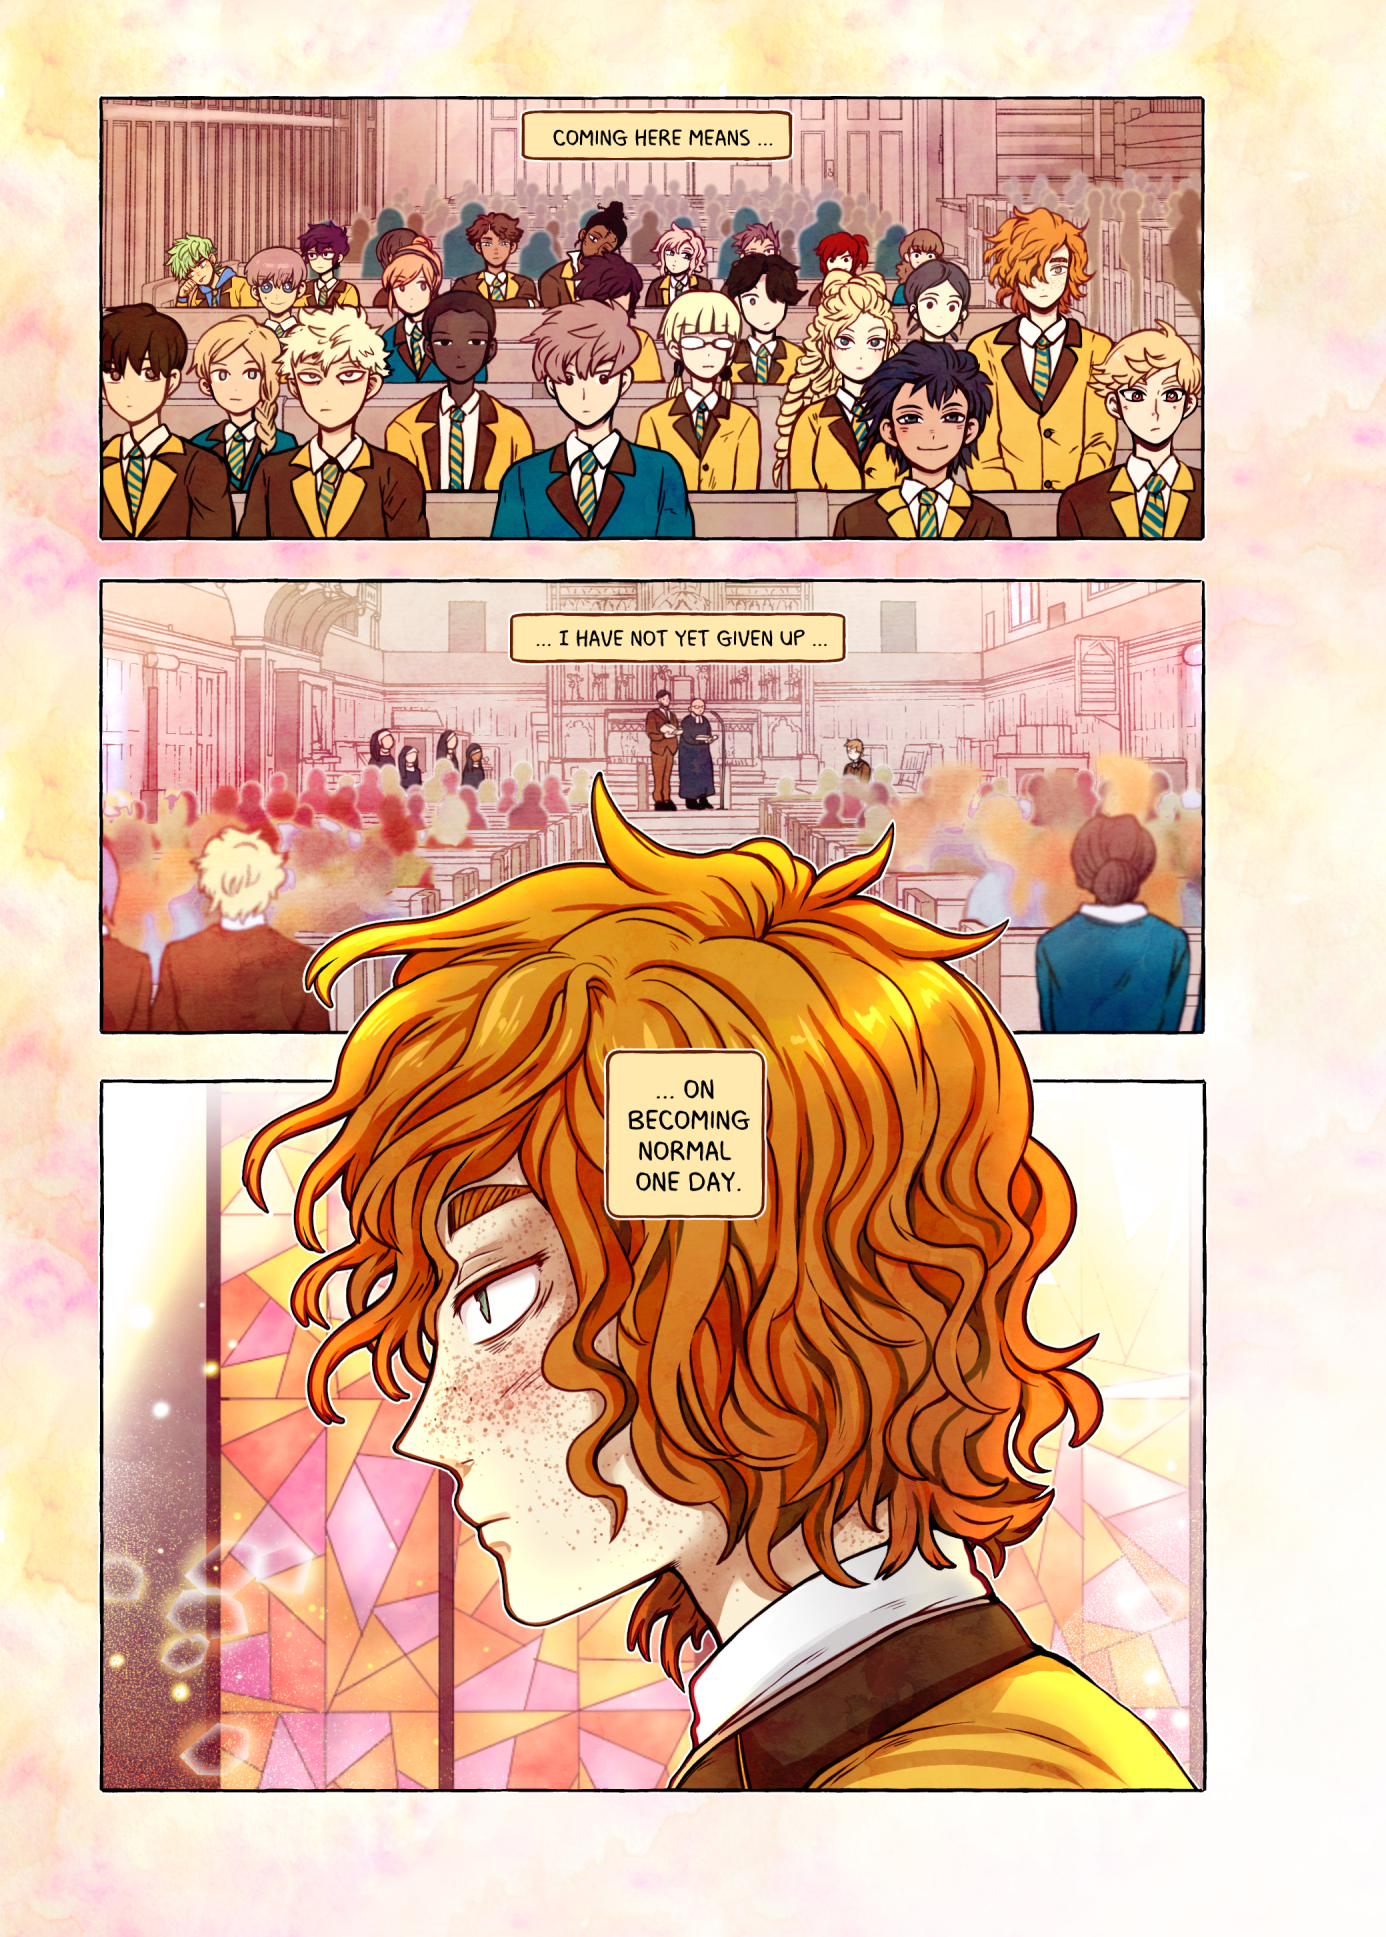 COMING HERE MEANS ...
... I HAVE NOT YET GIVEN UP ...
... ON
BECOMING
NORMAL
ONE DAY.